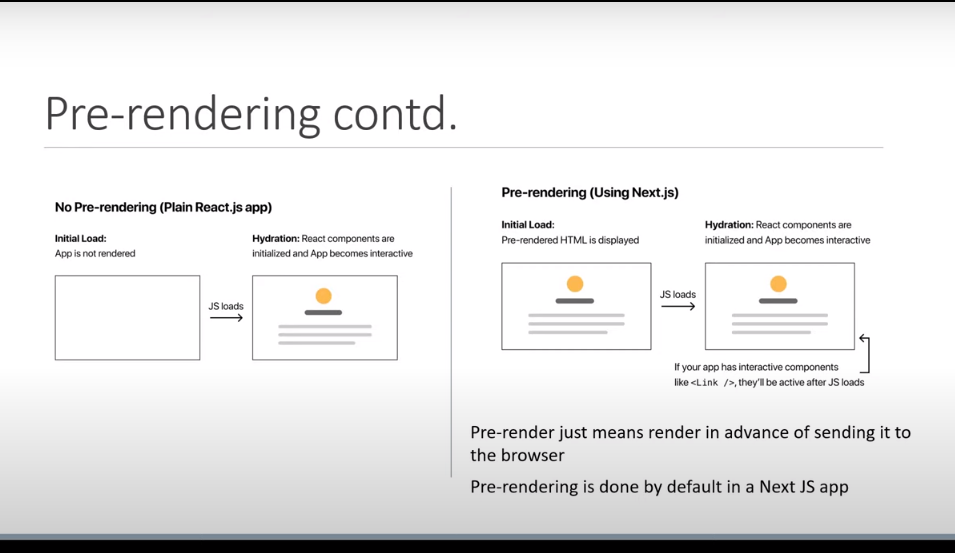 Pre-rendering contd.
No Pre-rendering (Plain React.js app)
Initial Load:
App is not rendered
JS loads
Hydration: React components are
initialized and App becomes interactive
Pre-rendering (Using Next.js)
Initial Load:
Pre-rendered HTML is displayed
JS loads
Hydration: React components are
initialized and App becomes interactive
If your app has interactive components
like <Link />, they'll be active after JS loads
Pre-render just means render in advance of sending it to
the browser
Pre-rendering is done by default in a Next JS app